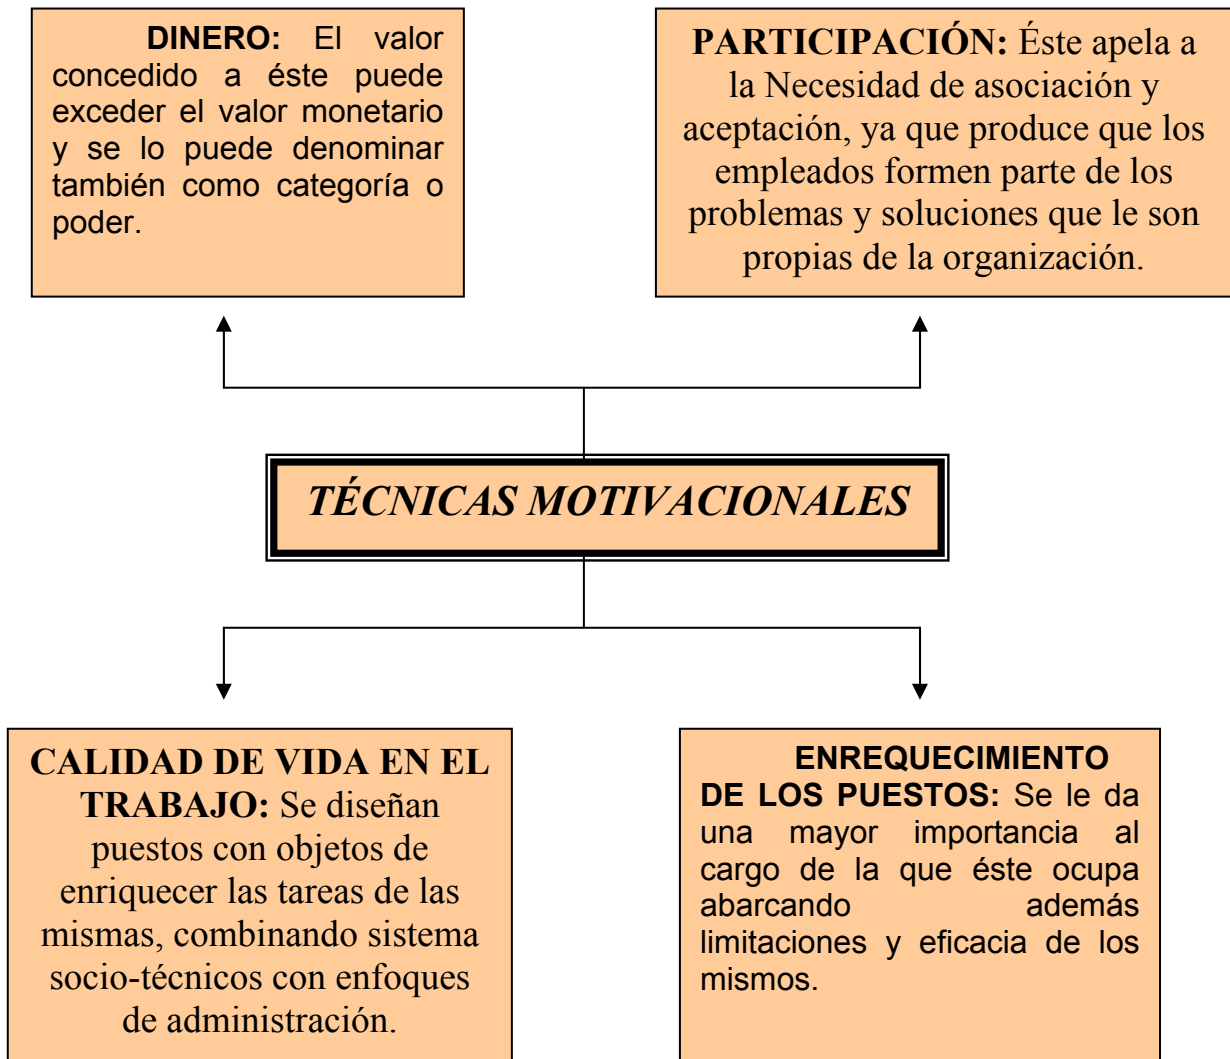 DINERO: El valor
concedido a éste puede
exceder el valor monetario
y se lo puede denominar
también como categoría o
poder.
PARTICIPACIÓN: Éste apela a
la Necesidad de asociación y
aceptación, ya que produce que los
empleados formen parte de los
problemas y soluciones que le son
propias de la organización.
TÉCNICAS MOTIVACIONALES
CALIDAD DE VIDA EN EL
TRABAJO: Se diseñan
puestos con objetos de
enriquecer las tareas de las
mismas, combinando sistema
socio-técnicos con enfoques
de administración.
ENREQUECIMIENTO
DE LOS PUESTOS: Se le da
una mayor importancia al
cargo de la que éste ocupa
abarcando además
limitaciones y eficacia de los
mismos.